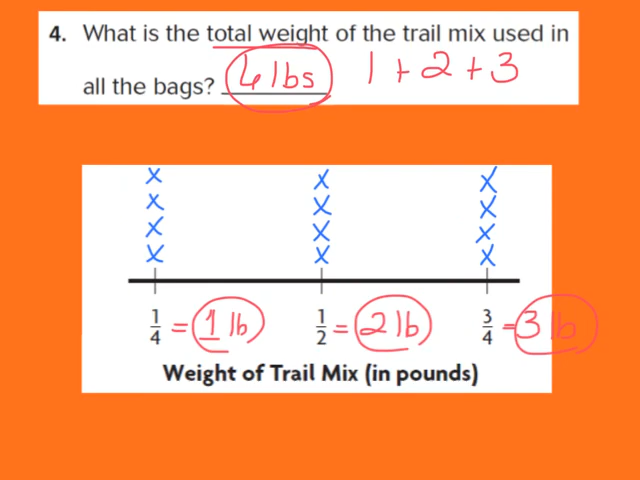 4. What is the total weight of the trail mix used in
all the bags? 6 lbs 1 + 2 + 3
x x x
x x x
x x x
x x x
1/4 = 1 lb 1/2 = 2 lb 3/4 = 3 lb
Weight of Trail Mix (in pounds)